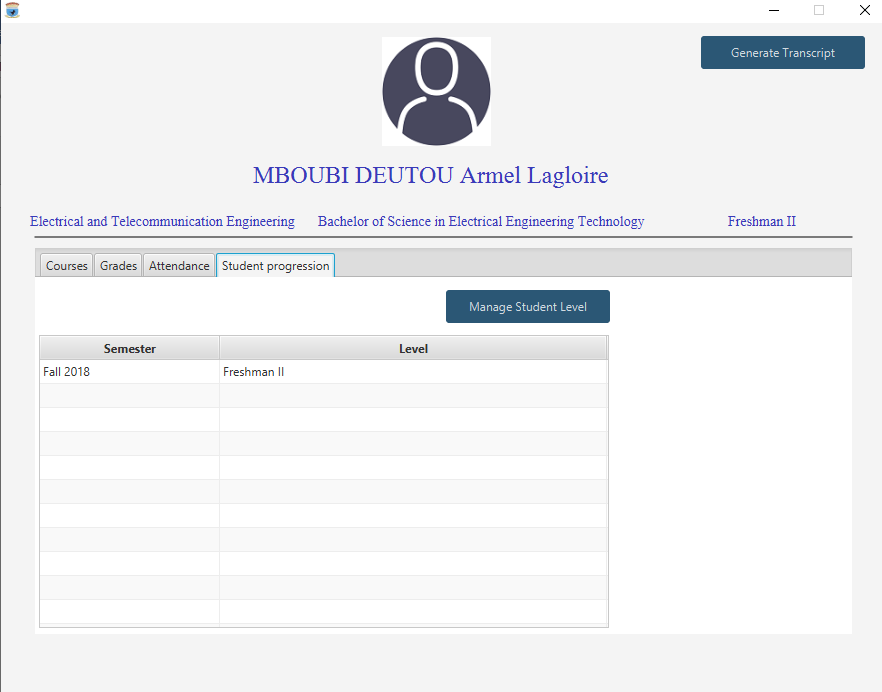 Generate Transcript
MBOUBI DEUTOU Armel Lagloire
Electrical and Telecommunication Engineering Bachelor of Science in Electrical Engineering Technology Freshman II
Courses Grades Attendance Student progression
Manage Student Level
Semester Level
Fall 2018 Freshman II